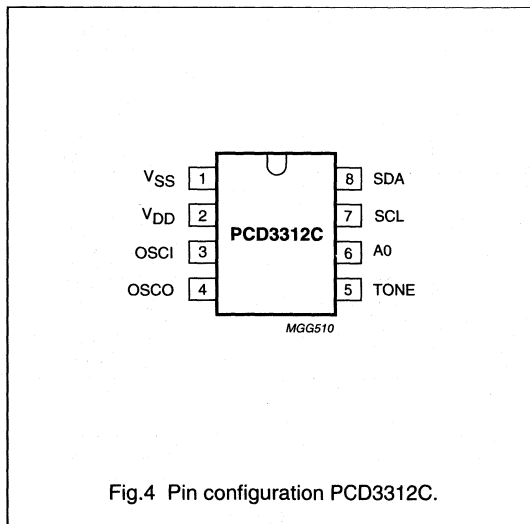 VSS 1
VDD 2
OSCI 3
OSCO 4
PCD3312C
8 SDA
7 SCL
6 A0
5 TONE
MGG510
Fig.4 Pin configuration PCD3312C.